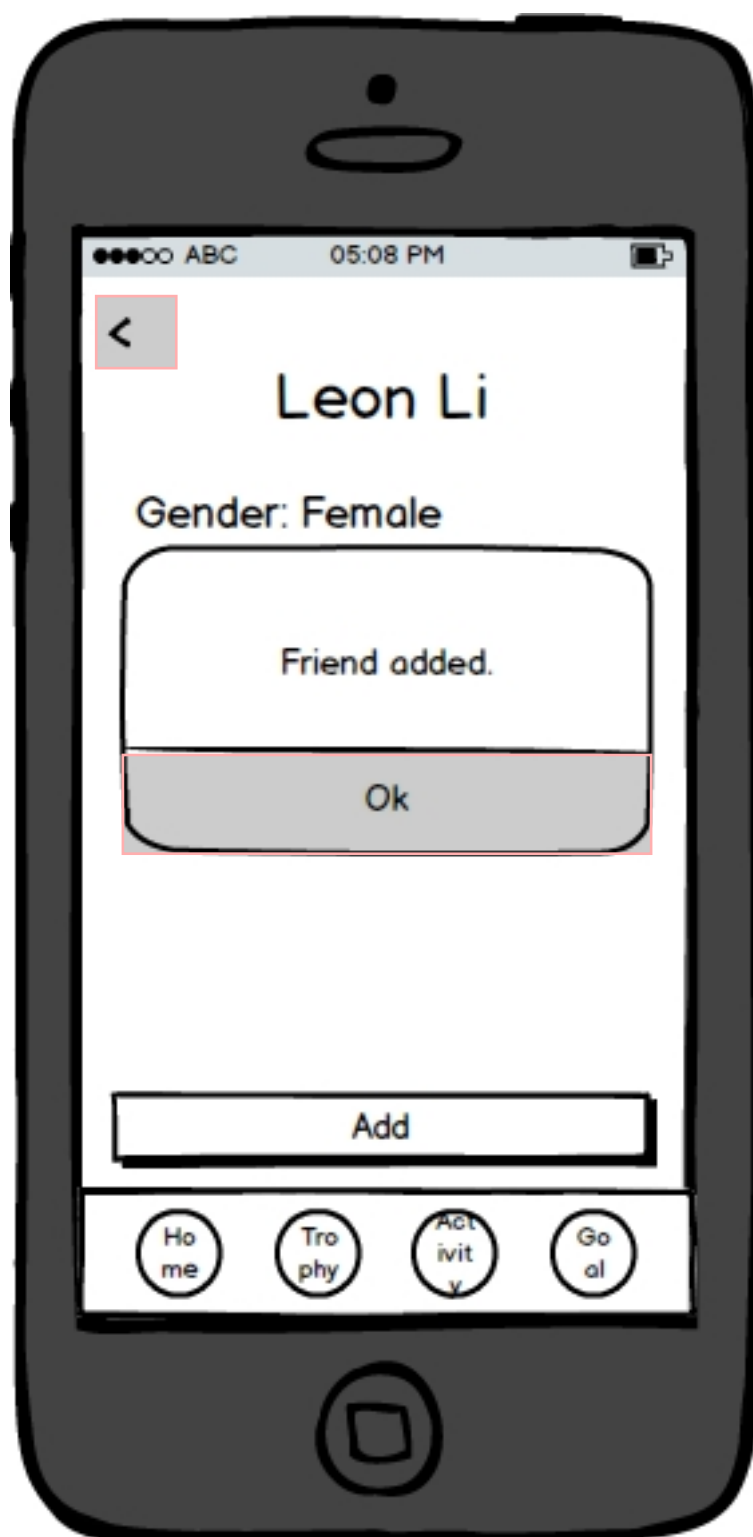 ABC 05:08 PM
<
Leon Li
Gender: Female
Friend added.
Ok
Add
Ho
me
Tro
phy
Act
ivit
y
Go
al